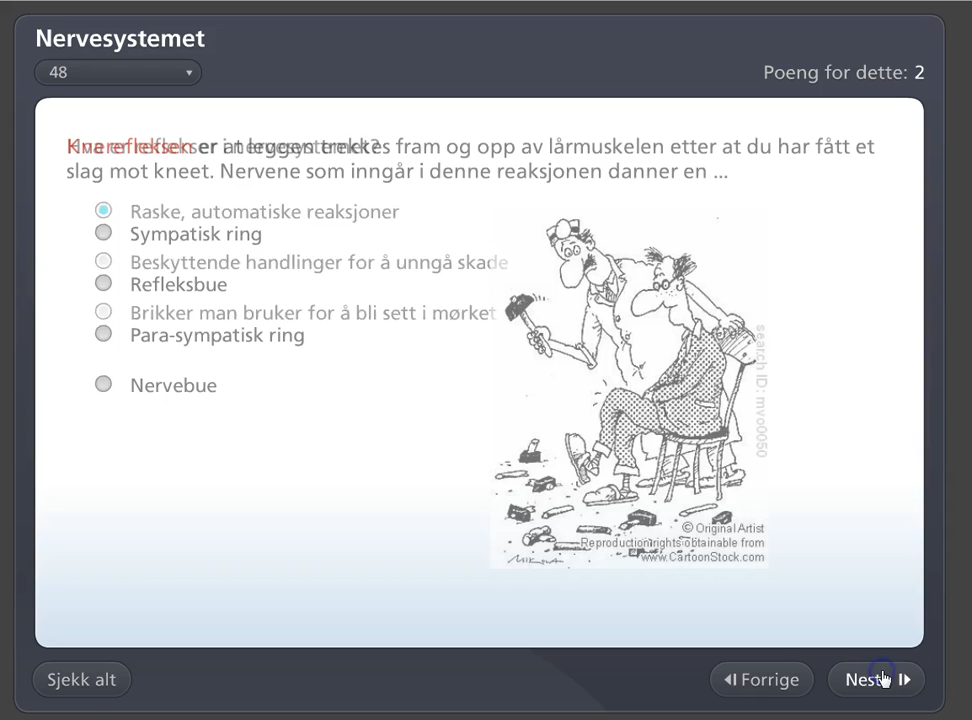 Nervesystemet
48
Poeng for dette: 2
er at leggen trekkes fram og opp av lårmuskelen etter at du har fått et
slag mot kneet. Nervene som inngår i denne reaksjonen danner en ...
Raske, automatiske reaksjoner
Sympatisk ring
Beskyttende handlinger for å unngå skade
Refleksbue
Brikker man bruker for å bli sett i mørket
Para-sympatisk ring
Nervebue
search ID: mvo0050
© Original Artist
Reproduction rights obtainable from
www.CartoonStock.com
Sjekk alt
Forrige
Neste